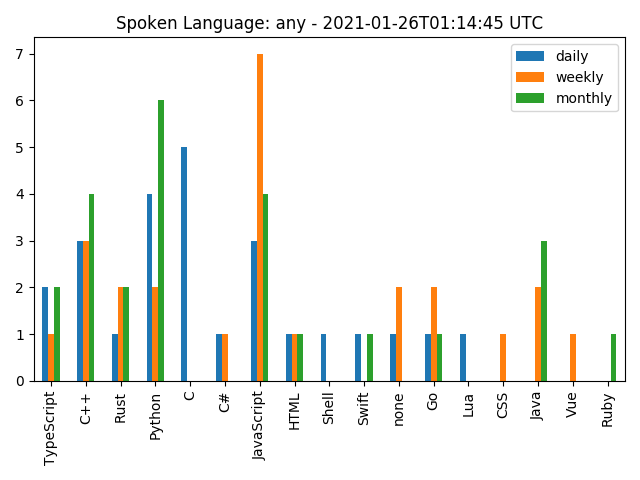 Spoken Language: any - 2021-01-26T01:14:45 UTC
daily
weekly
monthly
7
6
5
4
3
2
1
0
TypeScript
C++
Rust
Python
C
C#
JavaScript
HTML
Shell
Swift
none
Go
Lua
CSS
Java
Vue
Ruby